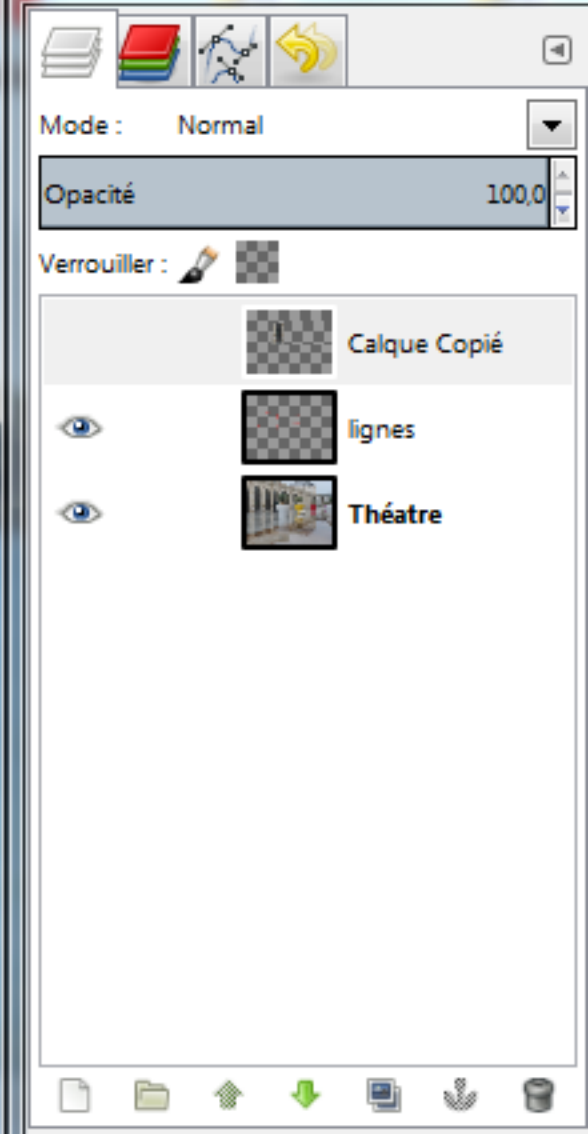 Mode : Normal
Opacité 100,0
Verrouiller :
Calque Copié
lignes
Théatre